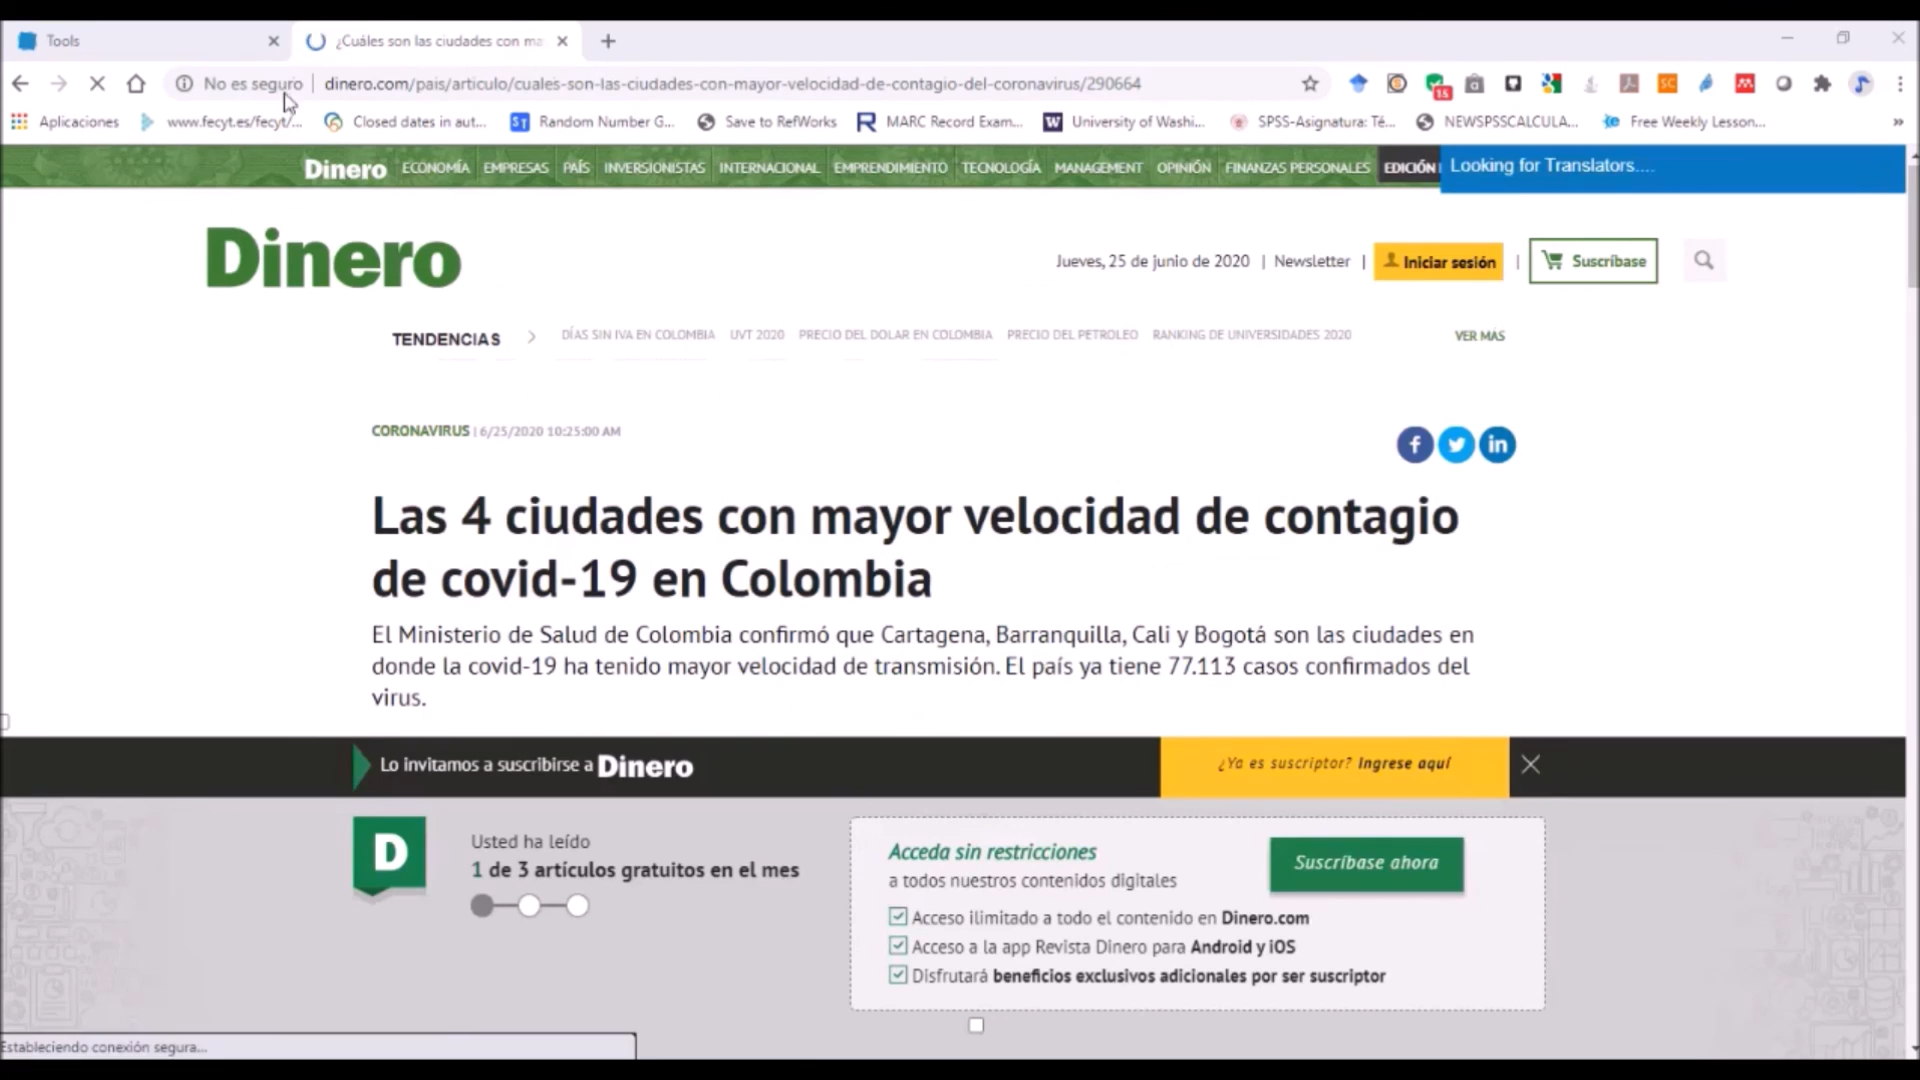 Tools
¿Cuáles son las ciudades con ma
No es seguro | dinero.com/pais/articulo/cuales-son-las-ciudades-con-mayor-velocidad-de-contagio-del-coronavirus/290664
15
Aplicaciones www.fecyt.es/fecyt/... Closed dates in aut... Random Number G... Save to RefWorks MARC Record Exam... University of Washi... SPSS-Asignatura: Té... NEWSPSSCALCULA... Free Weekly Lesson... »
Dinero ECONOMÍA EMPRESAS PAÍS INVERSIONISTAS INTERNACIONAL EMPRENDIMIENTO TECNOLOGÍA MANAGEMENT OPINIÓN FINANZAS PERSONALES EDICIÓN
Looking for Translators....
Dinero
Jueves, 25 de junio de 2020 | Newsletter | Iniciar sesión | Suscríbase
TENDENCIAS DÍAS SIN IVA EN COLOMBIA UVT 2020 PRECIO DEL DOLAR EN COLOMBIA PRECIO DEL PETROLEO RANKING DE UNIVERSIDADES 2020 VER MÁS
CORONAVIRUS | 6/25/2020 10:25:00 AM
Las 4 ciudades con mayor velocidad de contagio
de covid-19 en Colombia
El Ministerio de Salud de Colombia confirmó que Cartagena, Barranquilla, Cali y Bogotá son las ciudades en
donde la covid-19 ha tenido mayor velocidad de transmisión. El país ya tiene 77.113 casos confirmados del
virus.
Lo invitamos a suscribirse a Dinero
¿Ya es suscriptor? Ingrese aquí
D
Usted ha leído
1 de 3 artículos gratuitos en el mes
Acceda sin restricciones
a todos nuestros contenidos digitales
Suscríbase ahora
Acceso ilimitado a todo el contenido en Dinero.com
Acceso a la app Revista Dinero para Android y iOS
Disfrutará beneficios exclusivos adicionales por ser suscriptor
Estableciendo conexión segura...